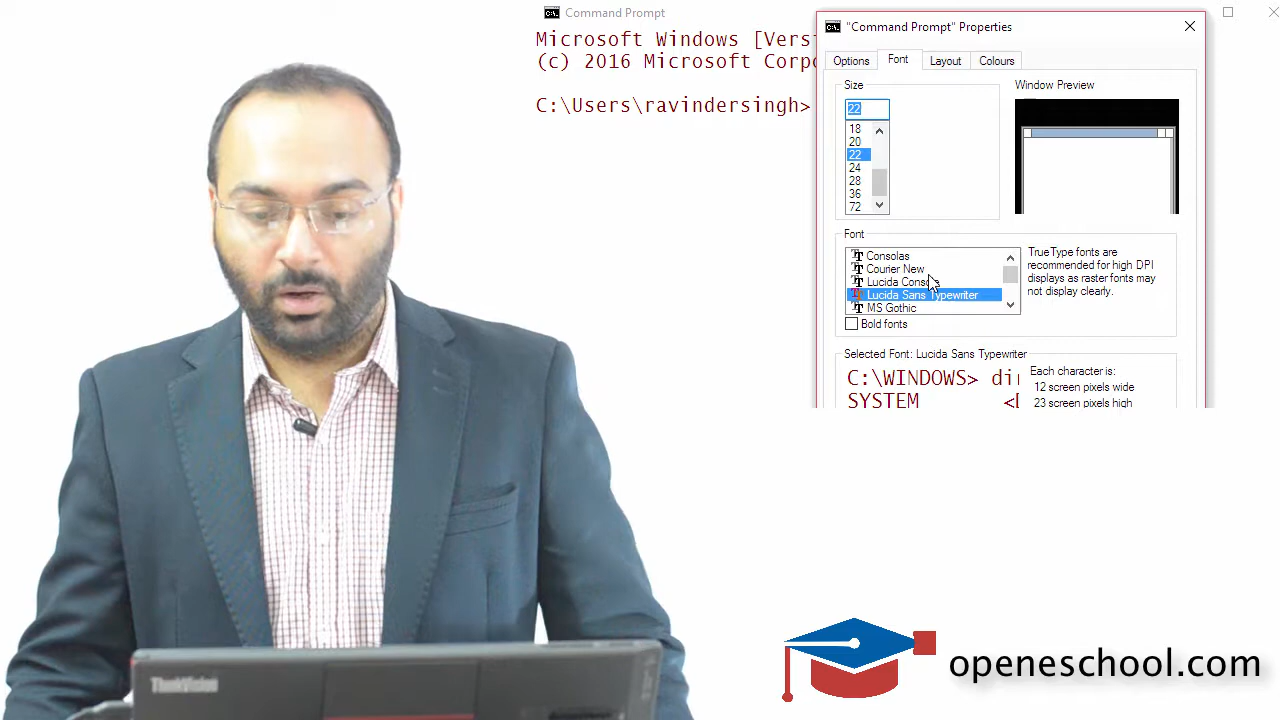 Command Prompt
Microsoft Windows [Vers
(c) 2016 Microsoft Corpo
C:\Users\ravindersingh>
"Command Prompt" Properties
Options
Font
Layout
Colours
Size
22
18
20
22
24
28
36
72
Window Preview
Font
Consolas
Courier New
Lucida Console
Lucida Sans Typewriter
MS Gothic
Bold fonts
TrueType fonts are
recommended for high DPI
displays as raster fonts may
not display clearly.
Selected Font: Lucida Sans Typewriter
C:\WINDOWS> dir
SYSTEM <D
Each character is:
12 screen pixels wide
23 screen pixels high
ThinkVision
openeschool.com